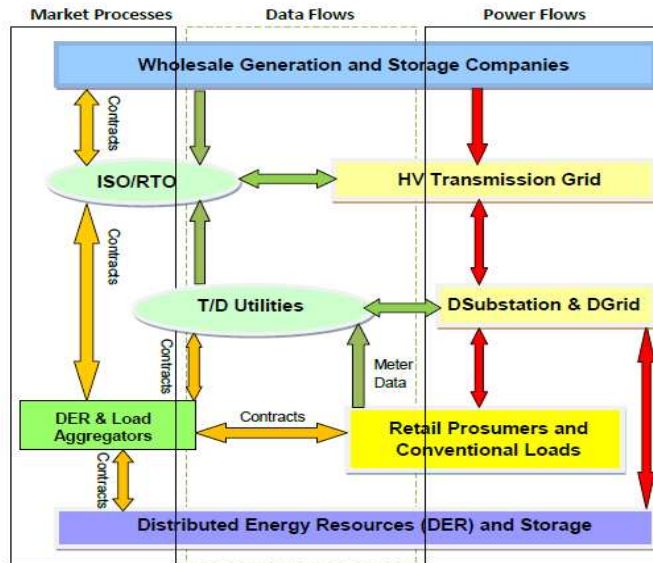 Market Processes
Data Flows
Power Flows
Wholesale Generation and Storage Companies
Contracts
ISO/RTO
HV Transmission Grid
Contracts
T/D Utilities
DSubstation & DGrid
Contracts
Meter
Data
DER & Load
Aggregators
Contracts
Retail Prosumers and
Conventional Loads
Contracts
Distributed Energy Resources (DER) and Storage